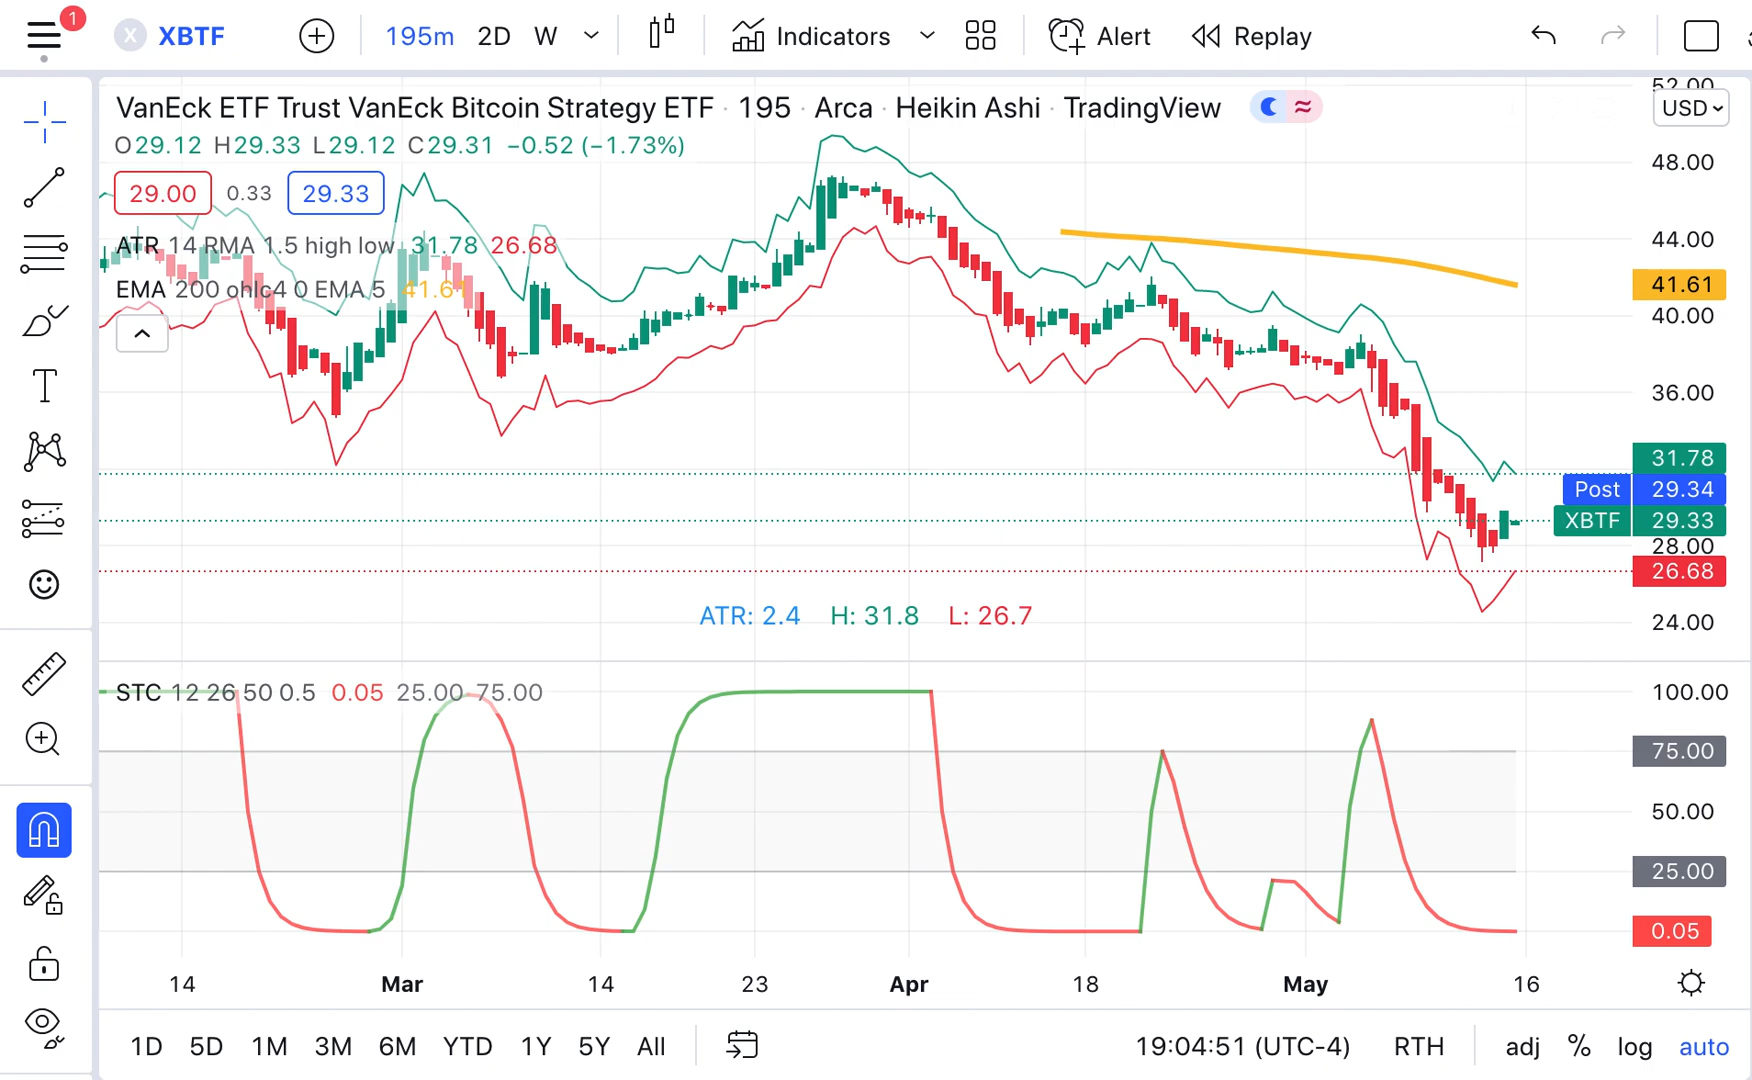 1
X XBTF 195m 2D W Indicators Alert Replay
VanEck ETF Trust VanEck Bitcoin Strategy ETF · 195 · Arca · Heikin Ashi · TradingView
O29.12 H29.33 L29.12 C29.31 −0.52 (−1.73%)
29.00 0.33 29.33
ATR 14 RMA 1.5 high low 31.78 26.68
EMA 200 ohlc4 0 EMA 5 41.61
52.00
USD
48.00
44.00
41.61
40.00
36.00
31.78
Post 29.34
XBTF 29.33
28.00
26.68
24.00
ATR: 2.4 H: 31.8 L: 26.7
STC 12 26 50 0.5 0.05 25.00 75.00
100.00
75.00
50.00
25.00
0.05
14 Mar 14 23 Apr 18 May 16
1D 5D 1M 3M 6M YTD 1Y 5Y All 19:04:51 (UTC-4) RTH adj % log auto